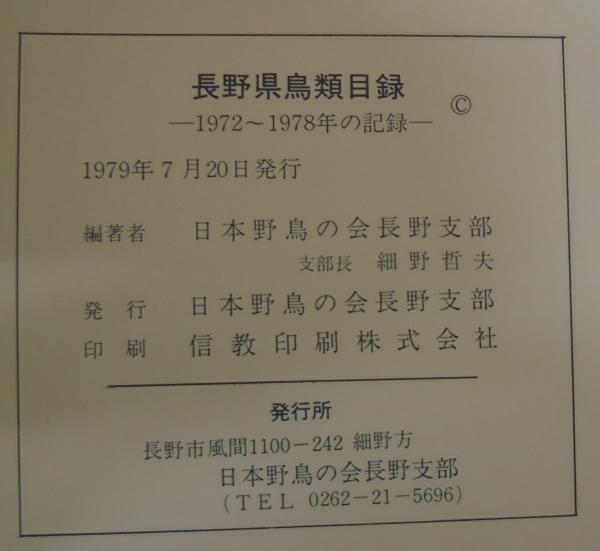 長野県鳥類目録
©
―1972～1978年の記録―
1979年7月20日発行
編著者 日本野鳥の会長野支部
支部長 細野哲夫
発行 日本野鳥の会長野支部
印刷 信教印刷株式会社
発行所
長野市風間1100－242 細野方
日本野鳥の会長野支部
(TEL 0262－21－5696)